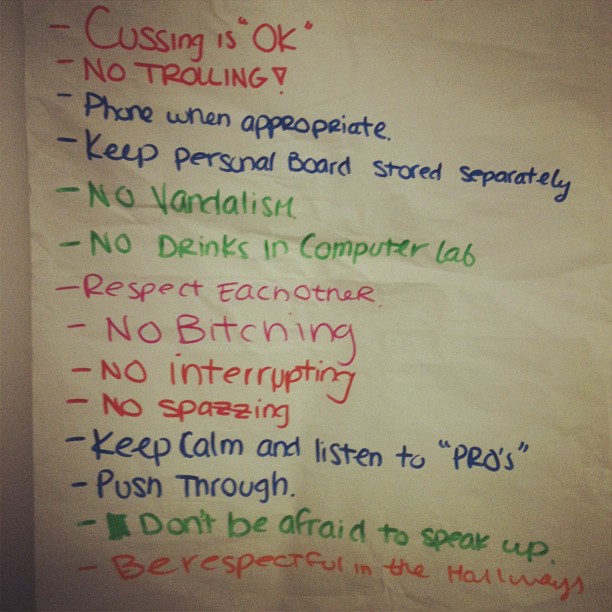 - Cussing is "OK"
- NO TROLLING!
- Phone when appropriate.
- Keep personal Board stored separately
- NO Vandalism.
- NO DRINKS in Computer Lab
- Respect EachOther.
- No Bitching
- NO interrupting
- NO spazzing
- Keep Calm and listen to "PRO'S"
- Push Through.
- Don't be afraid to speak up.
- Be respectful in the Hallways